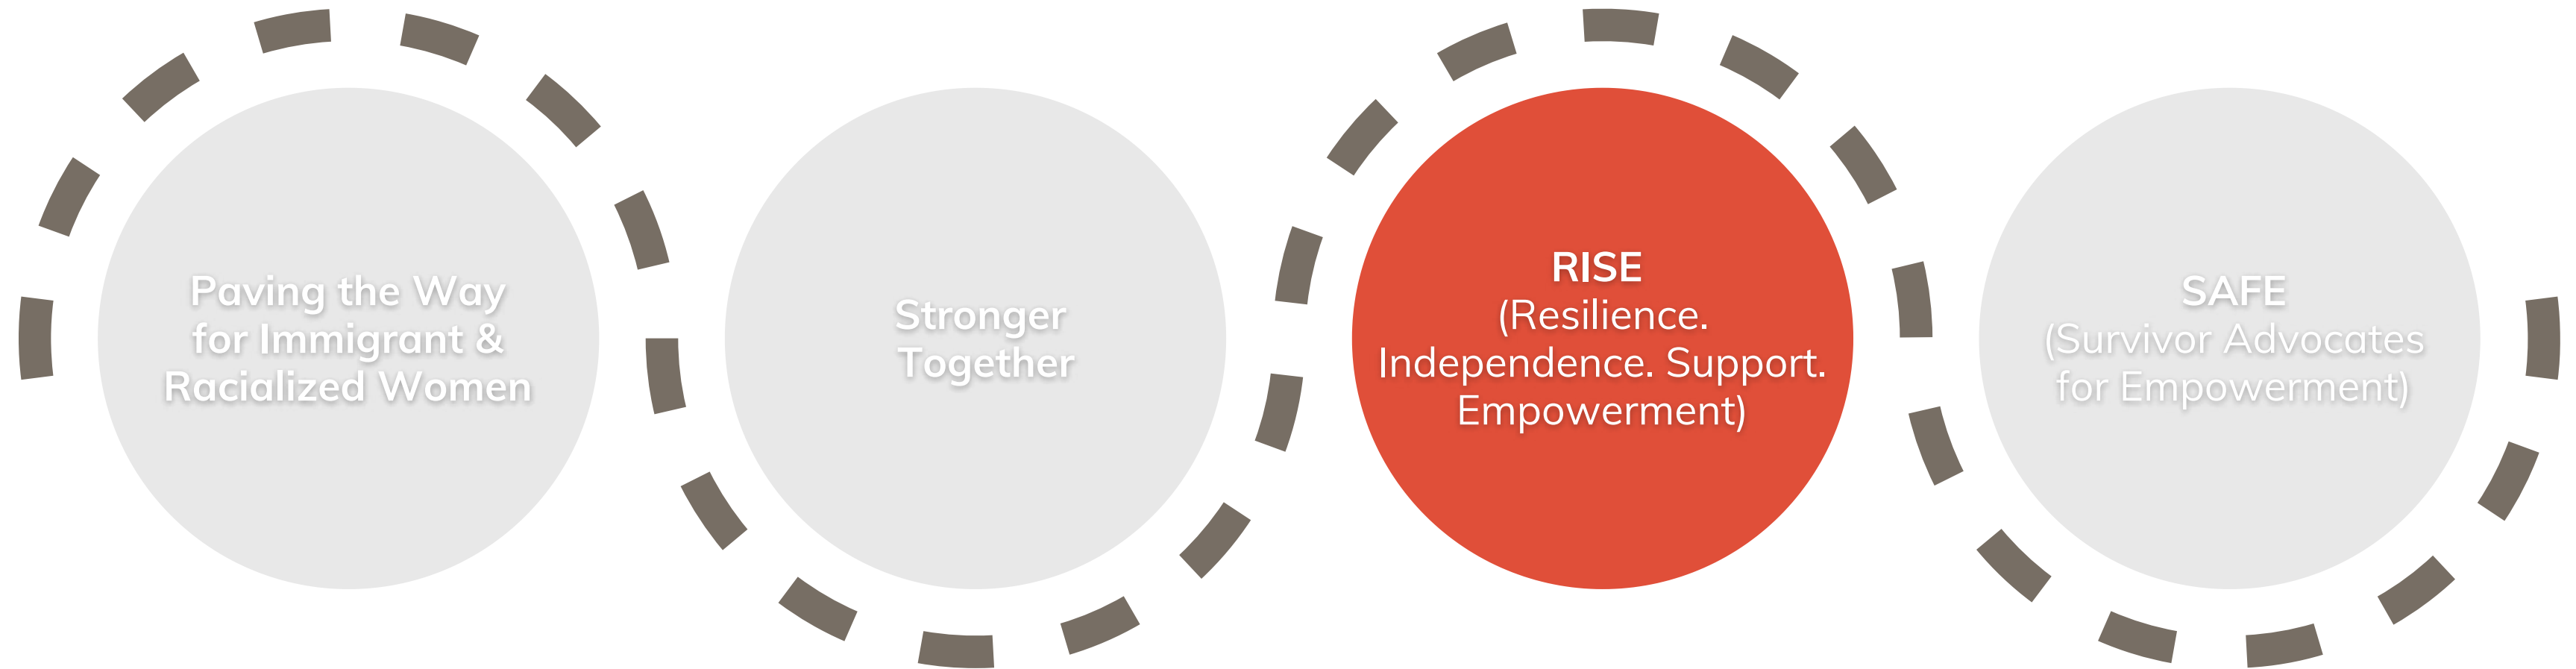 Paving the Way
for Immigrant &
Racialized Women
Stronger
Together
RISE
(Resilience.
Independence. Support.
Empowerment)
SAFE
(Survivor Advocates
for Empowerment)